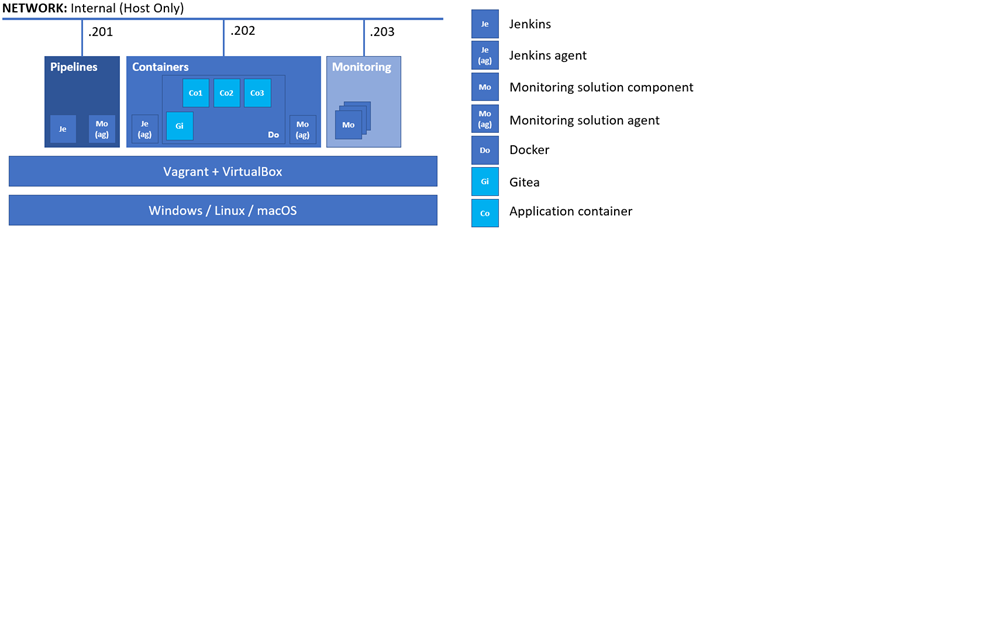 NETWORK: Internal (Host Only)
.201
.202
.203
Pipelines
Containers
Monitoring
Co1
Co2
Co3
Je
Mo
(ag)
Je
(ag)
Gi
Do
Mo
(ag)
Mo
Vagrant + VirtualBox
Windows / Linux / macOS
Je
Jenkins
Je
(ag)
Jenkins agent
Mo
Monitoring solution component
Mo
(ag)
Monitoring solution agent
Do
Docker
Gi
Gitea
Co
Application container